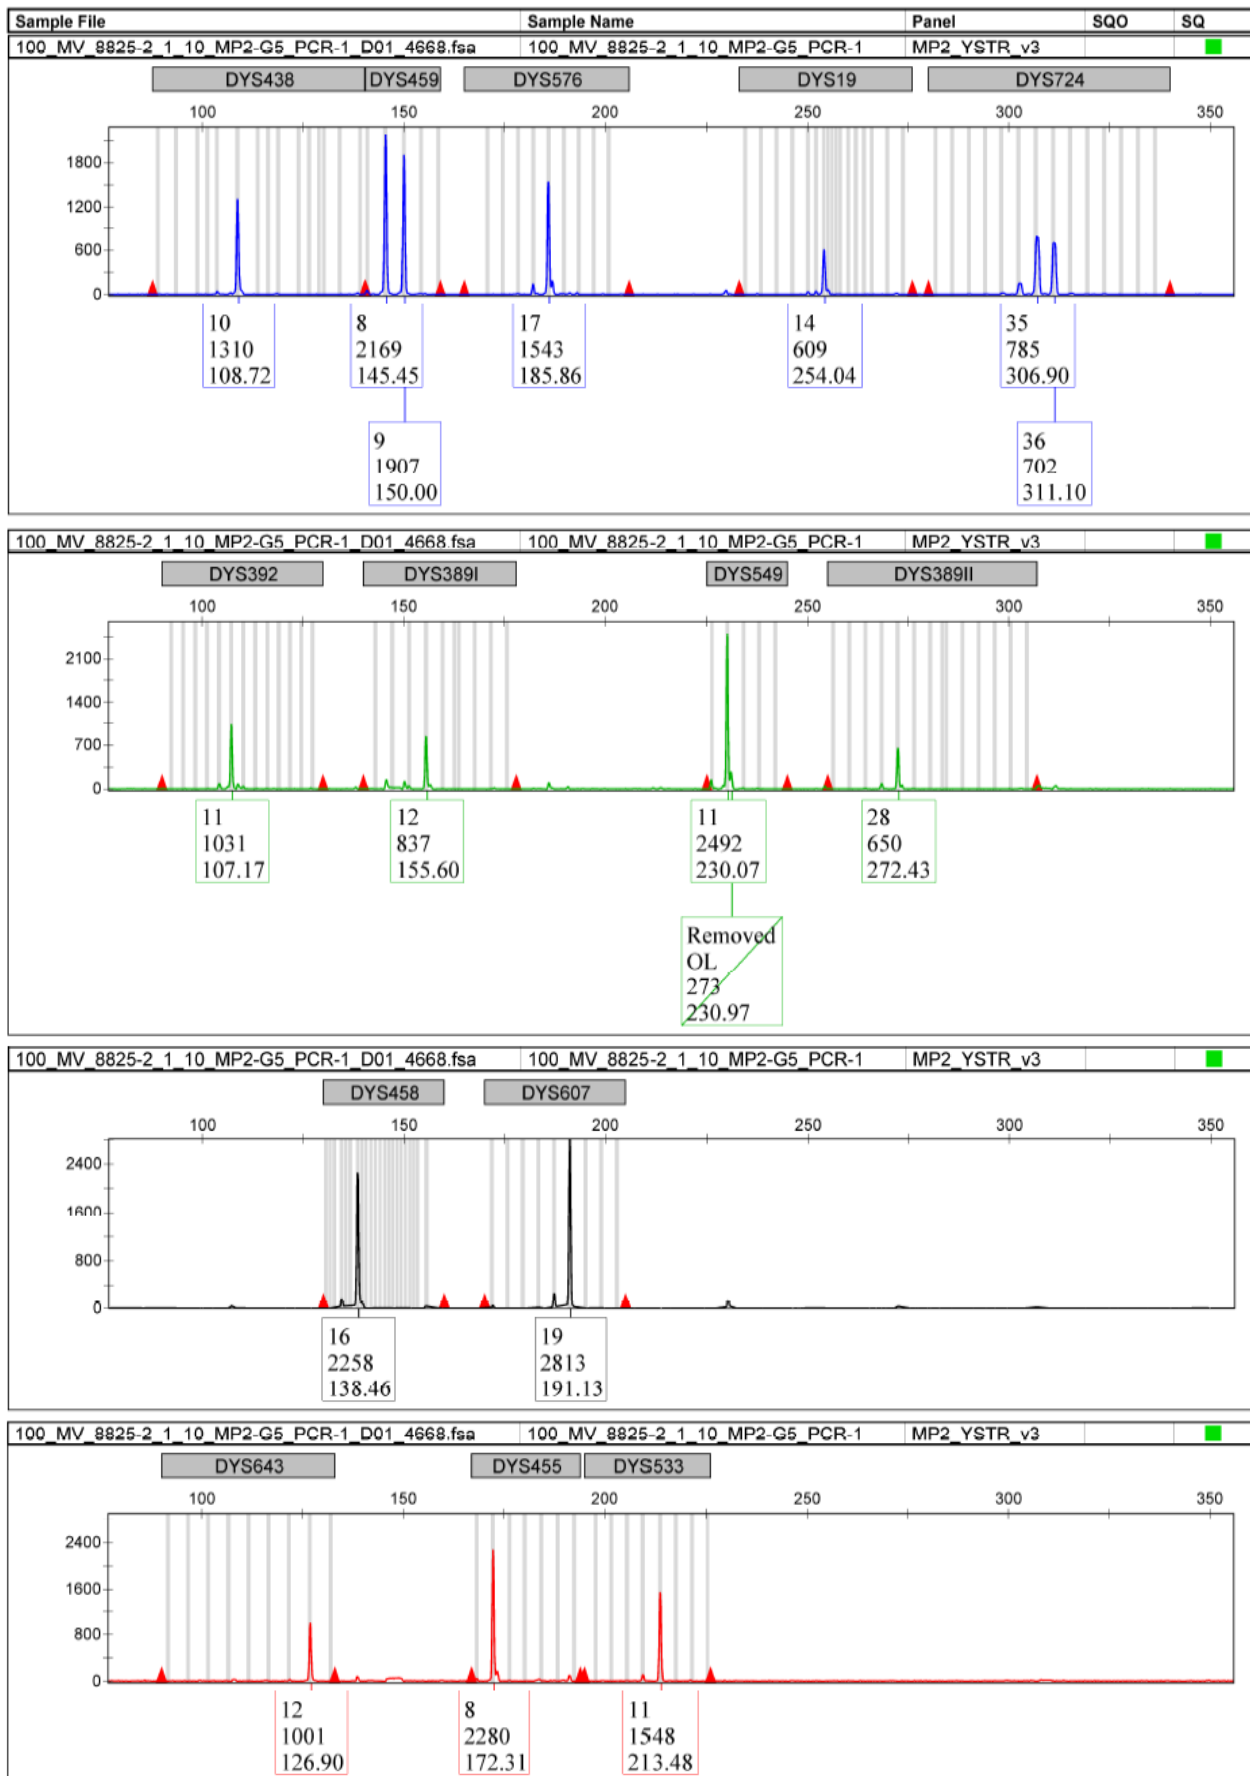 Sample File Sample Name Panel SQO SQ
100_MV_8825-2_1_10_MP2-G5_PCR-1_D01_4668.fsa 100_MV_8825-2_1_10_MP2-G5_PCR-1 MP2_YSTR_v3
DYS438 DYS459 DYS576 DYS19 DYS724
100 150 200 250 300 350
1800
1200
600
0
10 8 17 14 35
1310 2169 1543 609 785
108.72 145.45 185.86 254.04 306.90
9 36
1907 702
150.00 311.10
100_MV_8825-2_1_10_MP2-G5_PCR-1_D01_4668.fsa 100_MV_8825-2_1_10_MP2-G5_PCR-1 MP2_YSTR_v3
DYS392 DYS389I DYS549 DYS389II
100 150 200 250 300 350
2100
1400
700
0
11 12 11 28
1031 837 2492 650
107.17 155.60 230.07 272.43
Removed
OL
273
230.97
100_MV_8825-2_1_10_MP2-G5_PCR-1_D01_4668.fsa 100_MV_8825-2_1_10_MP2-G5_PCR-1 MP2_YSTR_v3
DYS458 DYS607
100 150 200 250 300 350
2400
1600
800
0
16 19
2258 2813
138.46 191.13
100_MV_8825-2_1_10_MP2-G5_PCR-1_D01_4668.fsa 100_MV_8825-2_1_10_MP2-G5_PCR-1 MP2_YSTR_v3
DYS643 DYS455 DYS533
100 150 200 250 300 350
2400
1600
800
0
12 8 11
1001 2280 1548
126.90 172.31 213.48